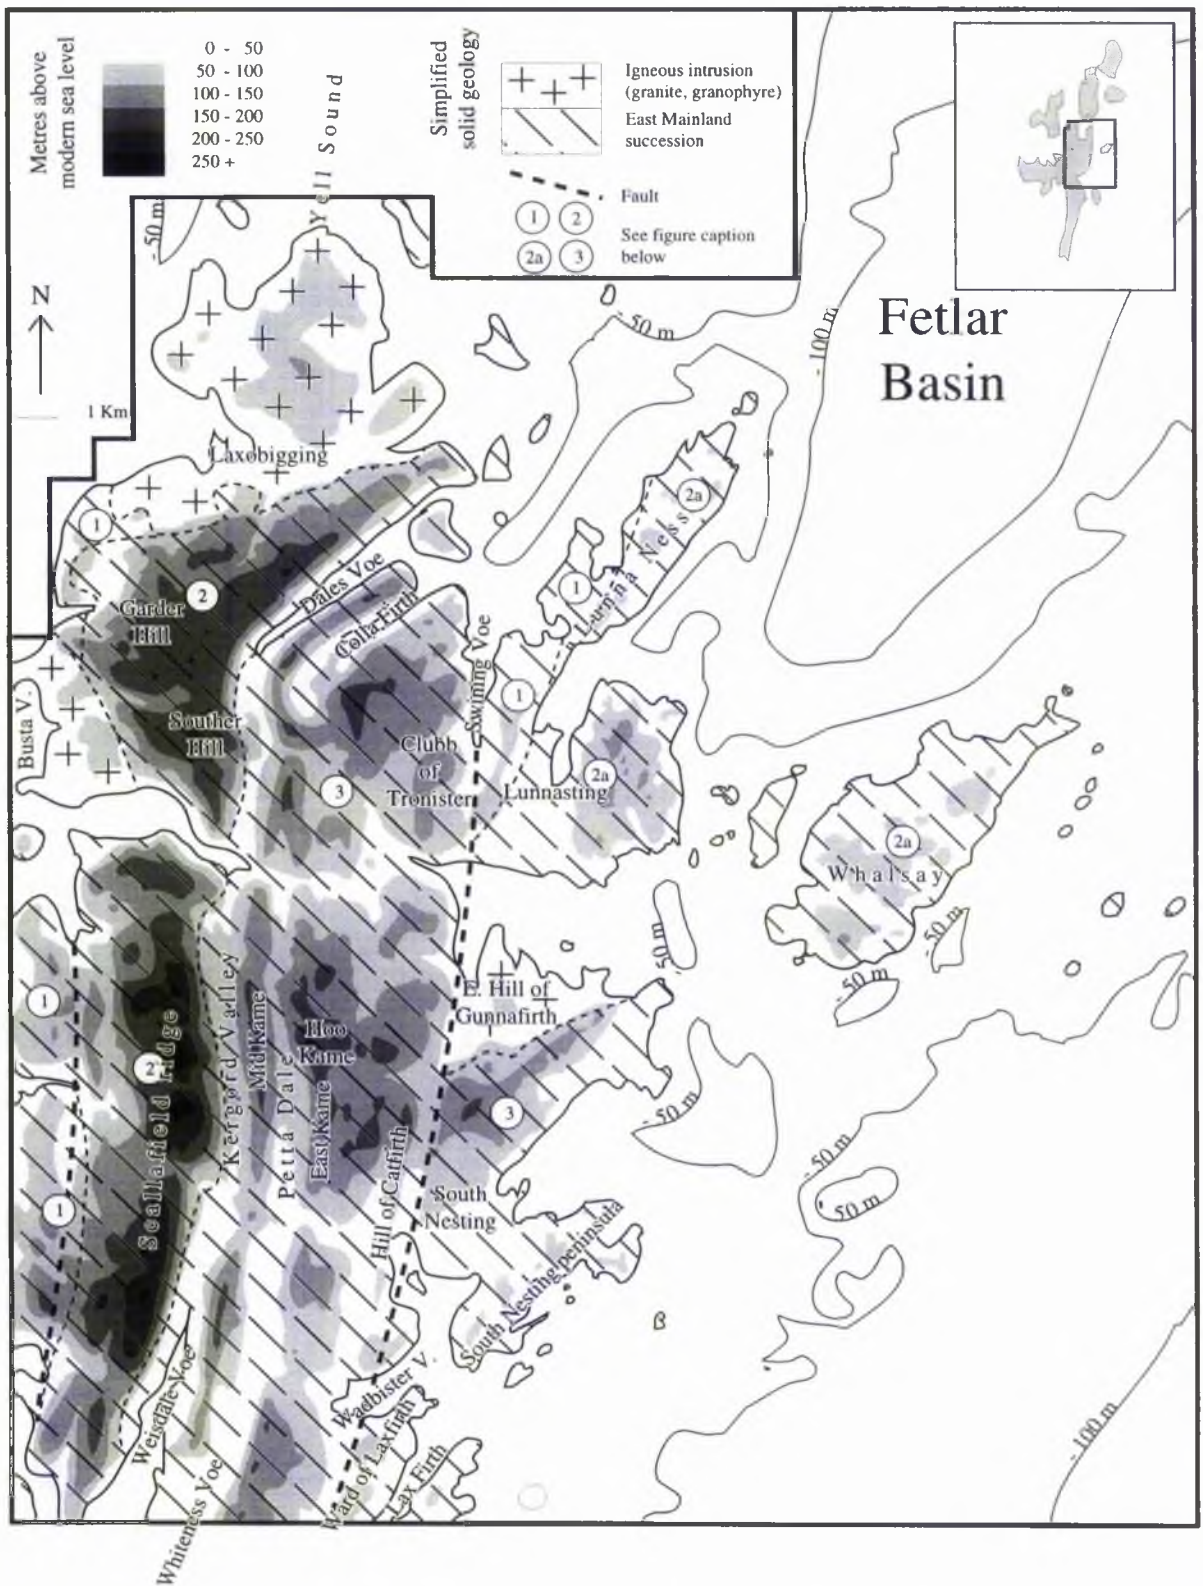 Metres above
modern sea level
0 - 50
50 - 100
100 - 150
150 - 200
200 - 250
250 +
Yell Sound
Simplified
solid geology
Igneous intrusion
(granite, granophyre)
East Mainland
succession
Fault
1
2
2a
3
See figure caption
below
-50 m
N
1 Km
Fetlar
Basin
-50 m
-100 m
Laxobigging
1
2
2a
Lunna Ness
1
Dales Voe
Colla Firth
Garder
Hill
Swining Voe
Busta V.
Souther
Hill
1
Clubb
of
Tronister
3
Lunnasting
2a
2a
Whalsay
-50 m
-50 m
-50 m
E. Hill of
Gunnafirth
1
2
Scallafield Ridge
Kergord Valley
Mid Kame
Petta Dale
Hoo
Kame
East Kame
Hill of Catfirth
3
-50 m
-50 m
50 m
1
South
Nesting
South Nesting peninsula
Weisdale Voe
Wadbister V.
Ward of Laxfirth
Lax Firth
Whiteness Voe
-100 m